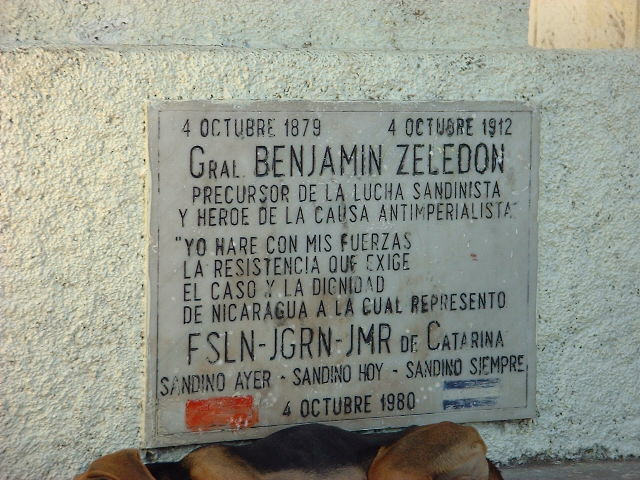 4 OCTUBRE 1879 4 OCTUBRE 1912
GRAL. BENJAMIN ZELEDON
PRECURSOR DE LA LUCHA SANDINISTA
Y HEROE DE LA CAUSA ANTIMPERIALISTA
"YO HARE CON MIS FUERZAS
LA RESISTENCIA QUE EXIGE
EL CASO Y LA DIGNIDAD
DE NICARAGUA A LA CUAL REPRESENTO
FSLN-JGRN-JMR DE CATARINA
SANDINO AYER - SANDINO HOY - SANDINO SIEMPRE
4 OCTUBRE 1980